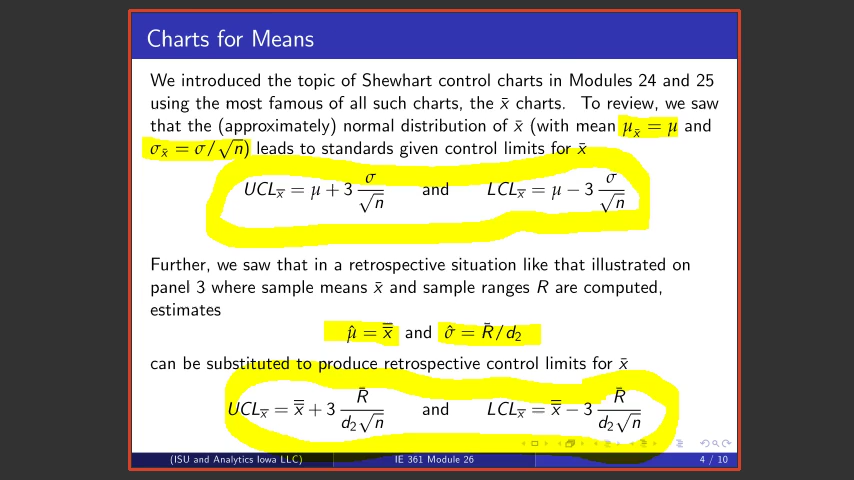 Charts for Means
We introduced the topic of Shewhart control charts in Modules 24 and 25
using the most famous of all such charts, the x̄ charts. To review, we saw
that the (approximately) normal distribution of x̄ (with mean μ_x̄ = μ and
σ_x̄ = σ/√n) leads to standards given control limits for x̄
UCL_x̄ = μ + 3 σ/√n and LCL_x̄ = μ − 3 σ/√n
Further, we saw that in a retrospective situation like that illustrated on
panel 3 where sample means x̄ and sample ranges R are computed,
estimates
μ̂ = x̿ and σ̂ = R̄/d₂
can be substituted to produce retrospective control limits for x̄
UCL_x̄ = x̿ + 3 R̄/(d₂√n) and LCL_x̄ = x̿ − 3 R̄/(d₂√n)
(ISU and Analytics Iowa LLC) IE 361 Module 26 4 / 10